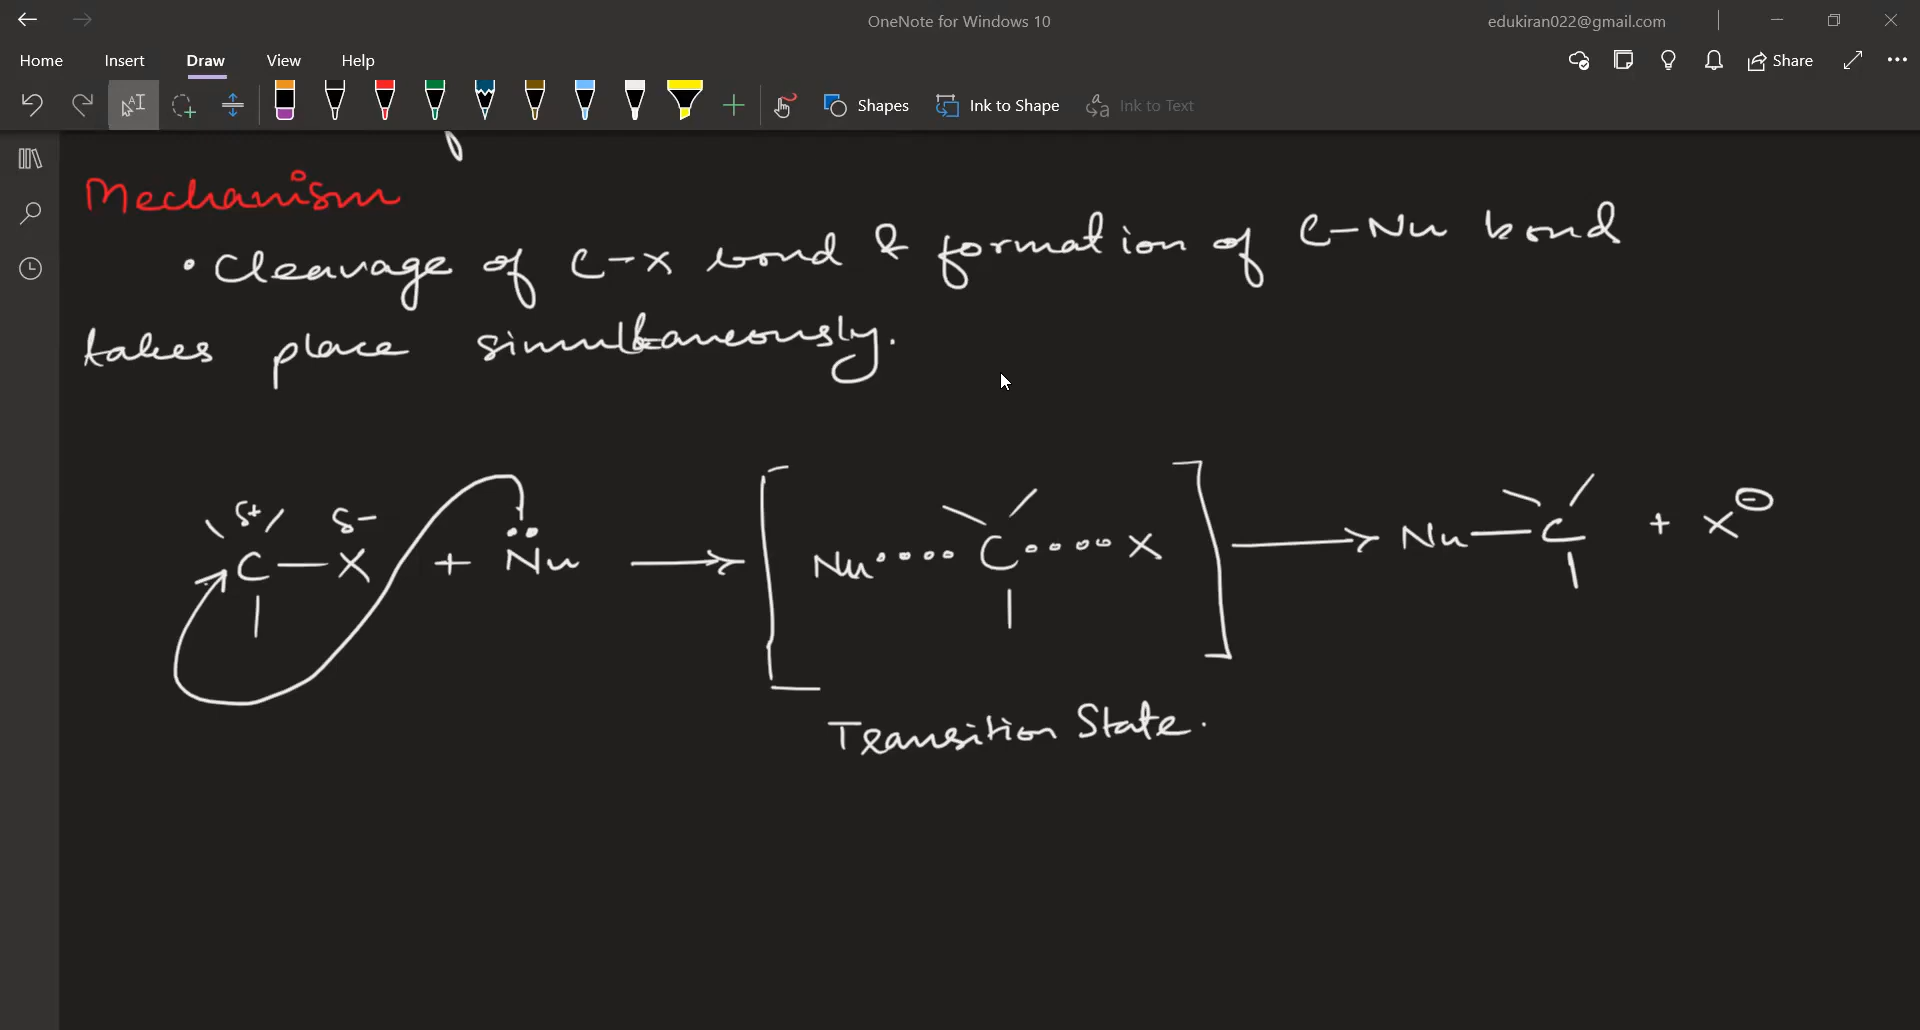 OneNote for Windows 10
edukiran022@gmail.com
Home Insert Draw View Help
Share
Shapes Ink to Shape Ink to Text
Mechanism
• Cleavage of C-X bond & formation of C-Nu bond
takes place simultaneously.
δ+ δ-
C — X + :Nu → [ Nu •••• C •••• X ] → Nu — C + X⊖
Transition State.